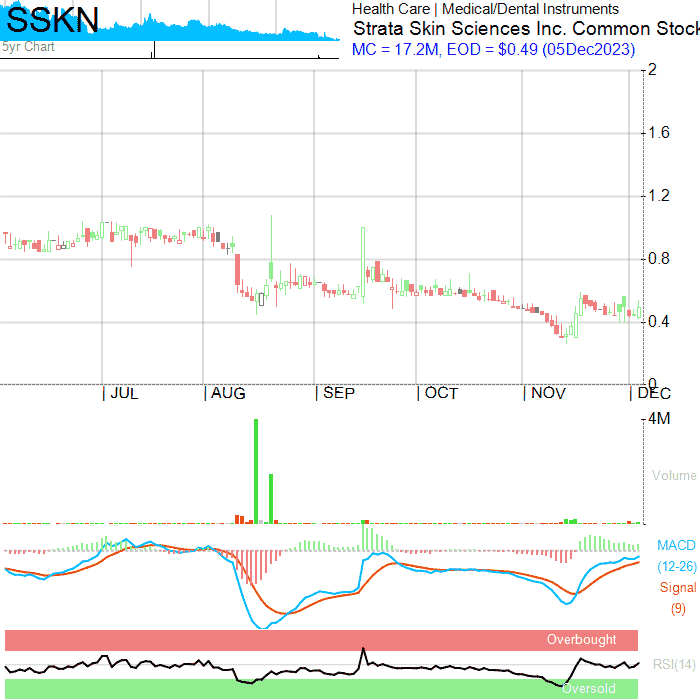 SSKN
5yr Chart
Health Care | Medical/Dental Instruments
Strata Skin Sciences Inc. Common Stock
MC = 17.2M, EOD = $0.49 (05Dec2023)
2
1.6
1.2
0.8
0.4
0
| JUL | AUG | SEP | OCT | NOV | DEC
4M
Volume
MACD
(12-26)
Signal
(9)
Overbought
RSI(14)
Oversold